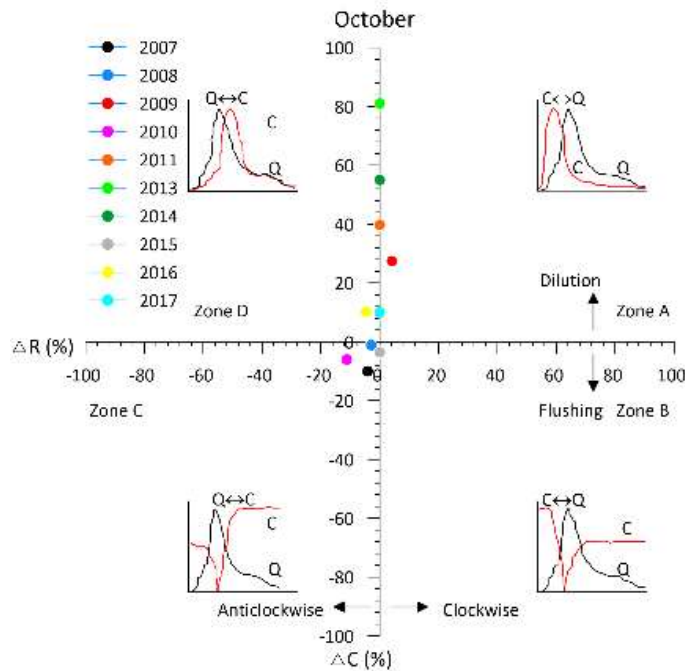 October
2007
2008
2009
2010
2011
2013
2014
2015
2016
2017
Q↔C
C
Q
C<->Q
C
Q
100
80
60
40
20
0
-20
-40
-60
-80
-100
Dilution
Zone D
Zone A
△R (%)
-100 -80 -60 -40 -20 0 20 40 60 80 100
Zone C
Flushing Zone B
Q↔C
C
Q
C↔Q
C
Q
Anticlockwise
Clockwise
△C (%)